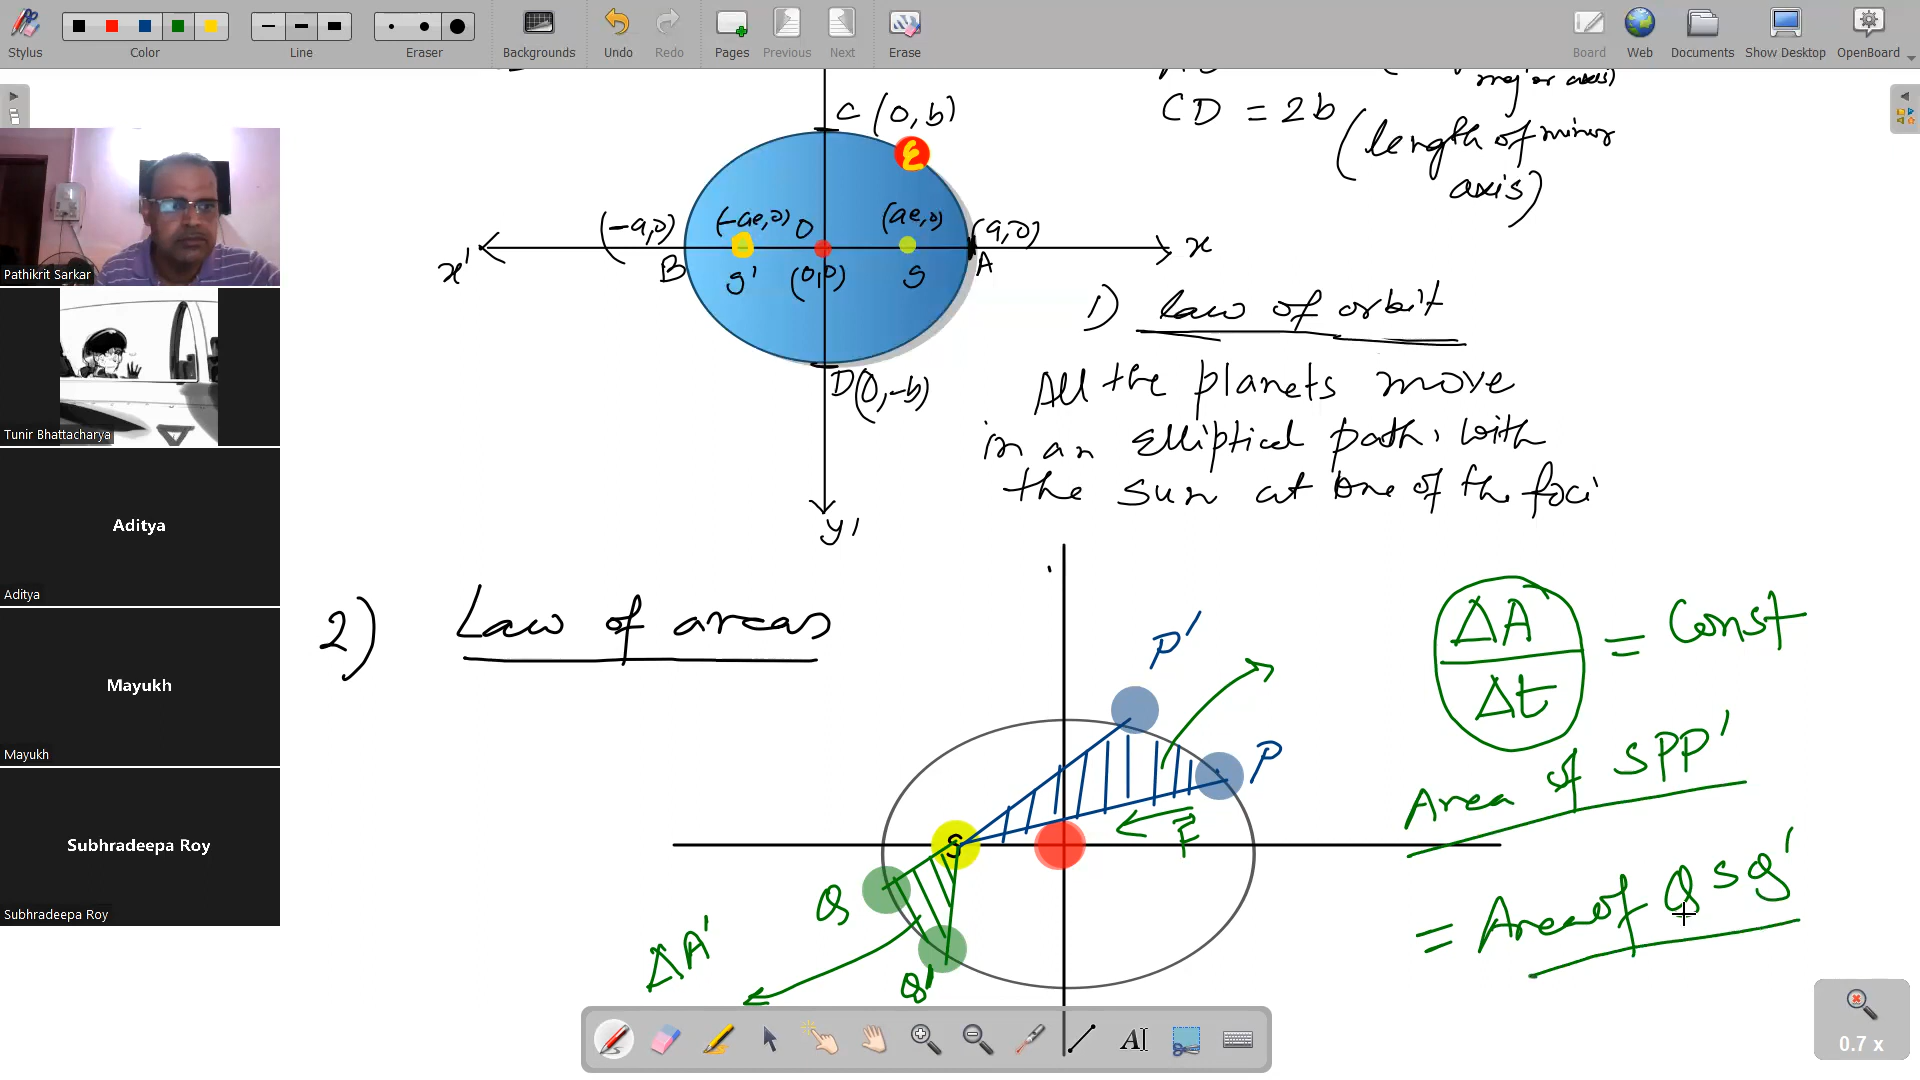 Stylus
Color
Line
Eraser
Backgrounds
Undo
Redo
Pages
Previous
Next
Erase
Board
Web
Documents
Show Desktop
OpenBoard
Pathikrit Sarkar
Tunir Bhattacharya
Aditya
Aditya
Mayukh
Mayukh
Subhradeepa Roy
Subhradeepa Roy
major axis)
CD = 2b
(length of minor
axis)
C (0, b)
E
(-a,0)
(-ae,0)
O
(ae,0)
(a,0)
x'
x
B
S'
(0,0)
S
A
D(0,-b)
y'
1) Law of orbit
All the planets move
in an elliptical path, with
the sun at one of the foci
2) Law of areas
P'
P
S
F
Q
Q'
ΔA'
ΔA
Δt
= Const
Area of SPP'
= Area of QSQ'
AI
0.7 x